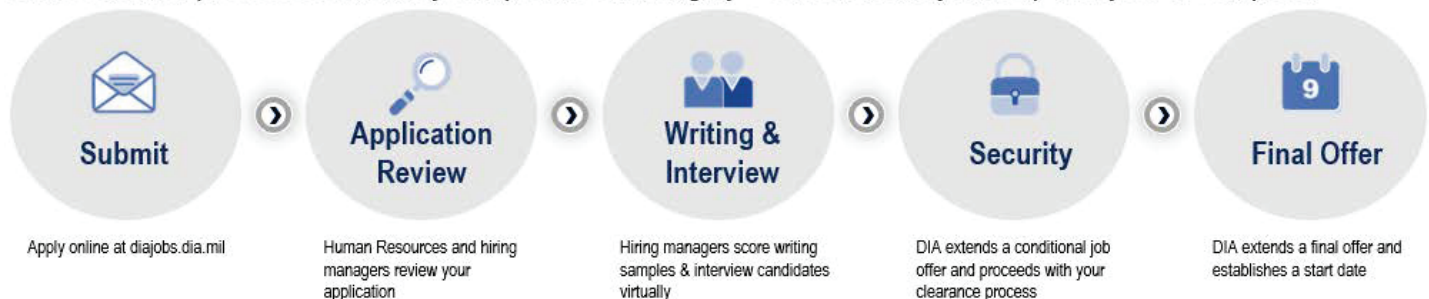 9
Submit
Application
Review
Writing &
Interview
Security
Final Offer
Apply online at diajobs.dia.mil
Human Resources and hiring
managers review your
application
Hiring managers score writing
samples & interview candidates
virtually
DIA extends a conditional job
offer and proceeds with your
clearance process
DIA extends a final offer and
establishes a start date